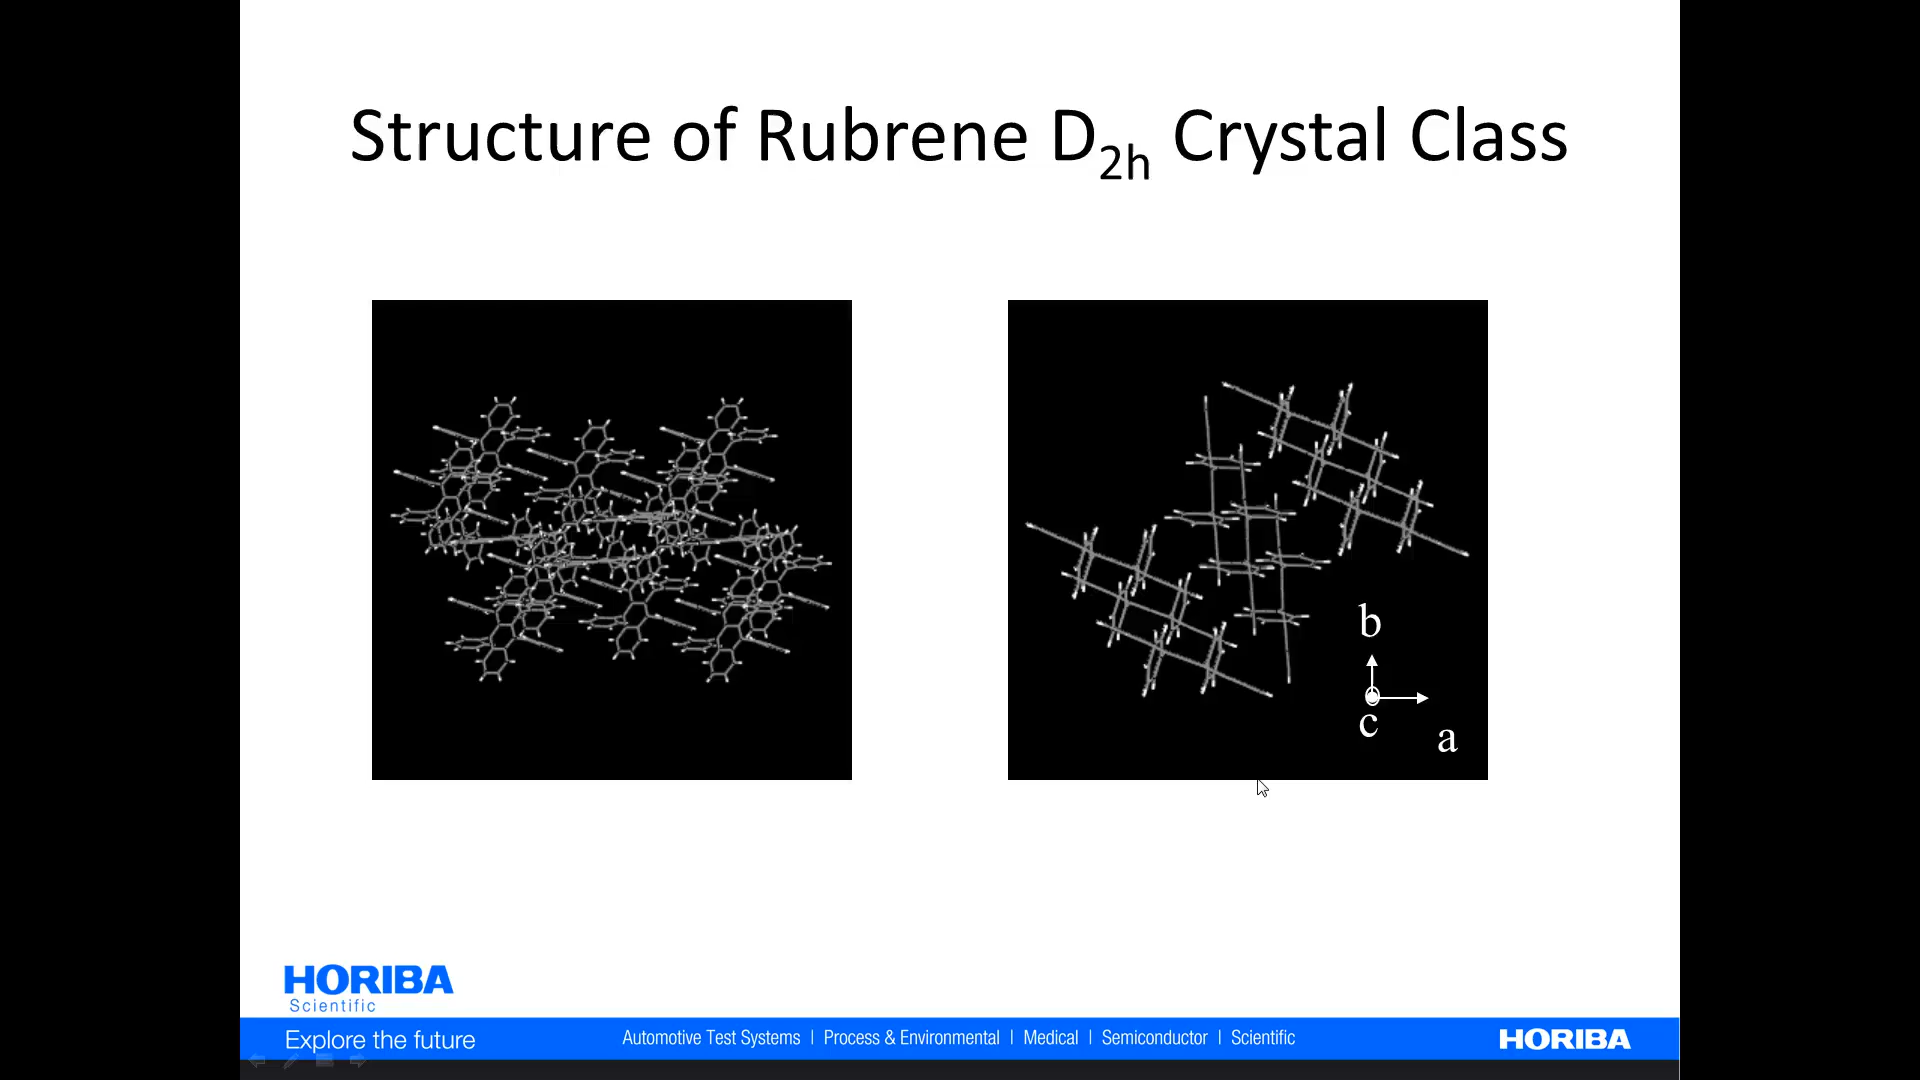 Structure of Rubrene D2h Crystal Class
b
c
a
HORIBA
Scientific
Explore the future
Automotive Test Systems | Process & Environmental | Medical | Semiconductor | Scientific
HORIBA